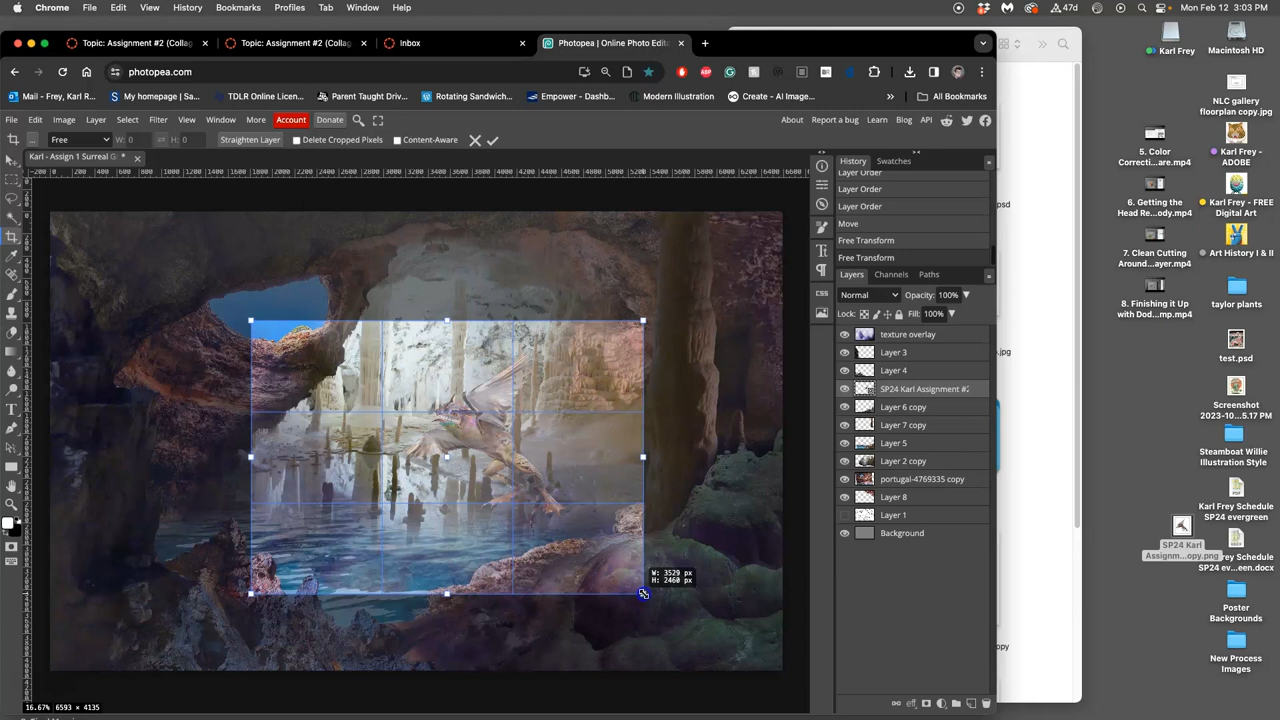 Chrome File Edit View History Bookmarks Profiles Tab Window Help
47d
Mon Feb 12 3:03 PM
Topic: Assignment #2 (Collag
Topic: Assignment #2 (Collag
Inbox
Photopea | Online Photo Edit
photopea.com
Mail - Frey, Karl R...
My homepage | Sa...
TDLR Online Licen...
Parent Taught Driv...
Rotating Sandwich...
Empower - Dashb...
Modern Illustration
Create - AI Image...
»
All Bookmarks
File Edit Image Layer Select Filter View Window More Account Donate
About Report a bug Learn Blog API
Free
W: 0
H: 0
Straighten Layer
Delete Cropped Pixels
Content-Aware
Karl - Assign 1 Surreal G *
History Swatches
Layer Order
Layer Order
Layer Order
Move
Free Transform
Free Transform
Layers Channels Paths
Normal
Opacity: 100%
Lock:
Fill: 100%
CSS
texture overlay
Layer 3
Layer 4
SP24 Karl Assignment #2
Layer 6 copy
Layer 7 copy
Layer 5
Layer 2 copy
portugal-4769335 copy
Layer 8
Layer 1
Background
W: 3529 px
H: 2460 px
16.67% 6593 × 4135
eff
psd
.jpg
opy
Karl Frey
Macintosh HD
NLC gallery
floorplan copy.jpg
5. Color
Correcti...are.mp4
Karl Frey -
ADOBE
6. Getting the
Head Re...ody.mp4
Karl Frey - FREE
Digital Art
7. Clean Cutting
Around...ayer.mp4
Art History I & II
8. Finishing it Up
with Dod...mp.mp4
taylor plants
test.psd
Screenshot
2023-10-...5.17 PM
Steamboat Willie
Illustration Style
Karl Frey Schedule
SP24 evergreen
SP24 Karl
Assignm...opy.png
Frey Schedule
ev...een.docx
Poster
Backgrounds
New Process
Images